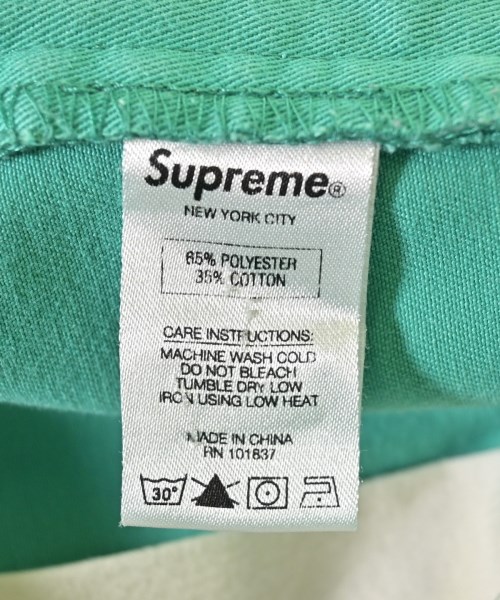 Supreme®
NEW YORK CITY
65% POLYESTER
35% COTTON
CARE INSTRUCTIONS:
MACHINE WASH COLD
DO NOT BLEACH
TUMBLE DRY LOW
IRON USING LOW HEAT
MADE IN CHINA
RN 101837
30°